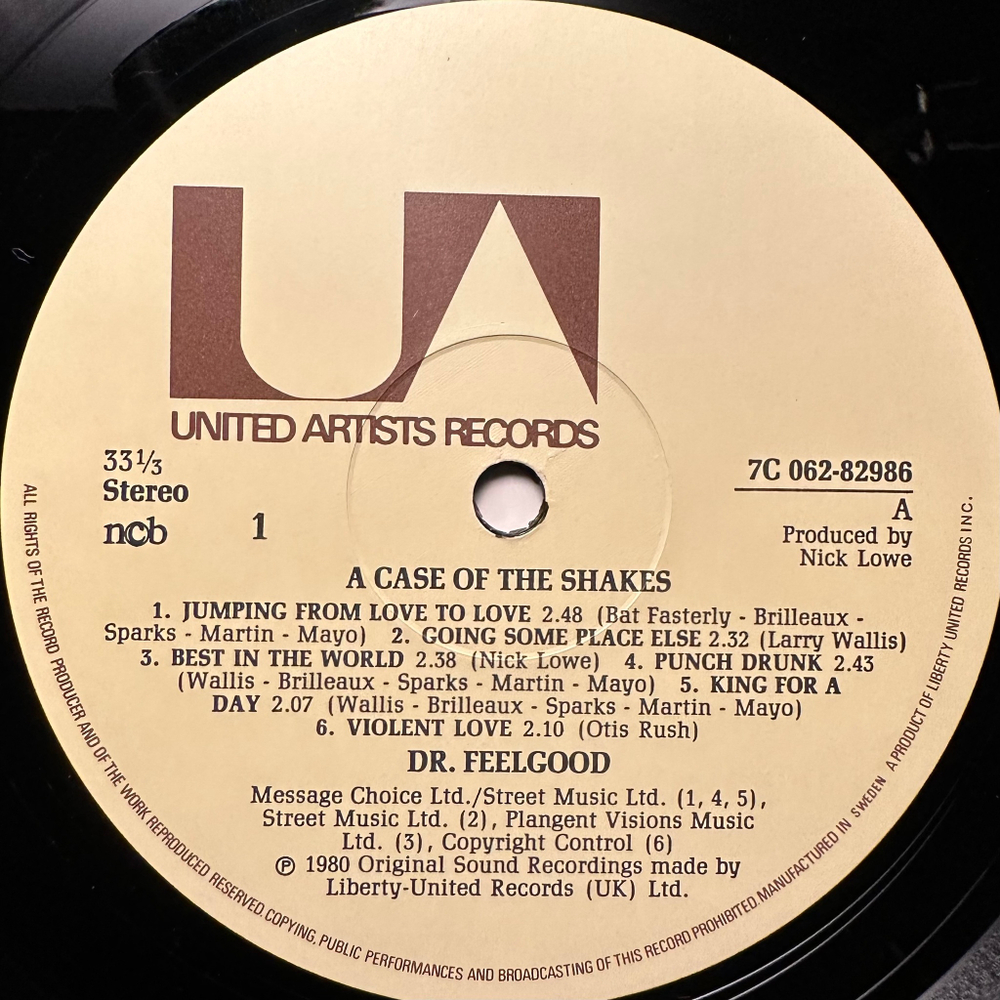 UA
UNITED ARTISTS RECORDS
33 1/3
Stereo
ncb
1
7C 062-82986
A
Produced by
Nick Lowe
A CASE OF THE SHAKES
1. JUMPING FROM LOVE TO LOVE 2.48 (Bat Fasterly - Brilleaux -
Sparks - Martin - Mayo) 2. GOING SOME PLACE ELSE 2.32 (Larry Wallis)
3. BEST IN THE WORLD 2.38 (Nick Lowe) 4. PUNCH DRUNK 2.43
(Wallis - Brilleaux - Sparks - Martin - Mayo) 5. KING FOR A
DAY 2.07 (Wallis - Brilleaux - Sparks - Martin - Mayo)
6. VIOLENT LOVE 2.10 (Otis Rush)
DR. FEELGOOD
Message Choice Ltd./Street Music Ltd. (1, 4, 5),
Street Music Ltd. (2), Plangent Visions Music
Ltd. (3), Copyright Control (6)
℗ 1980 Original Sound Recordings made by
Liberty-United Records (UK) Ltd.
ALL RIGHTS OF THE RECORD PRODUCER AND OF THE WORK REPRODUCED RESERVED. COPYING, PUBLIC PERFORMANCES AND BROADCASTING OF THIS RECORD PROHIBITED. MANUFACTURED IN SWEDEN A PRODUCT OF LIBERTY UNITED RECORDS INC.